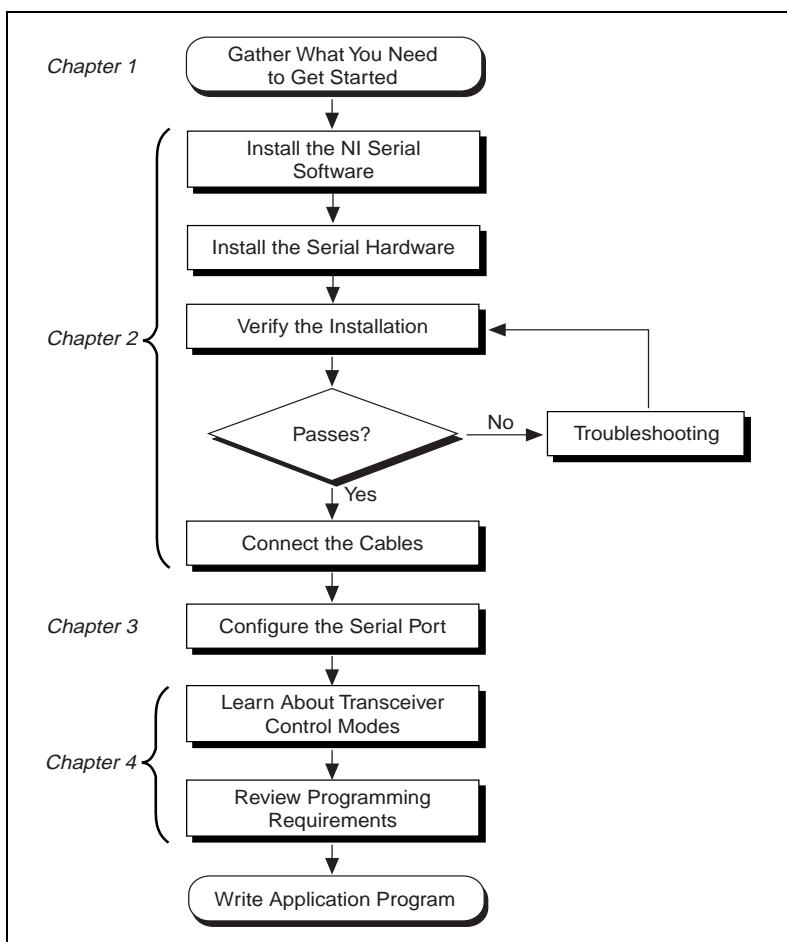 Chapter 1
Gather What You Need
to Get Started
Install the NI Serial
Software
Install the Serial Hardware
Chapter 2
Verify the Installation
Passes?
No
Troubleshooting
Yes
Connect the Cables
Chapter 3
Configure the Serial Port
Learn About Transceiver
Control Modes
Chapter 4
Review Programming
Requirements
Write Application Program